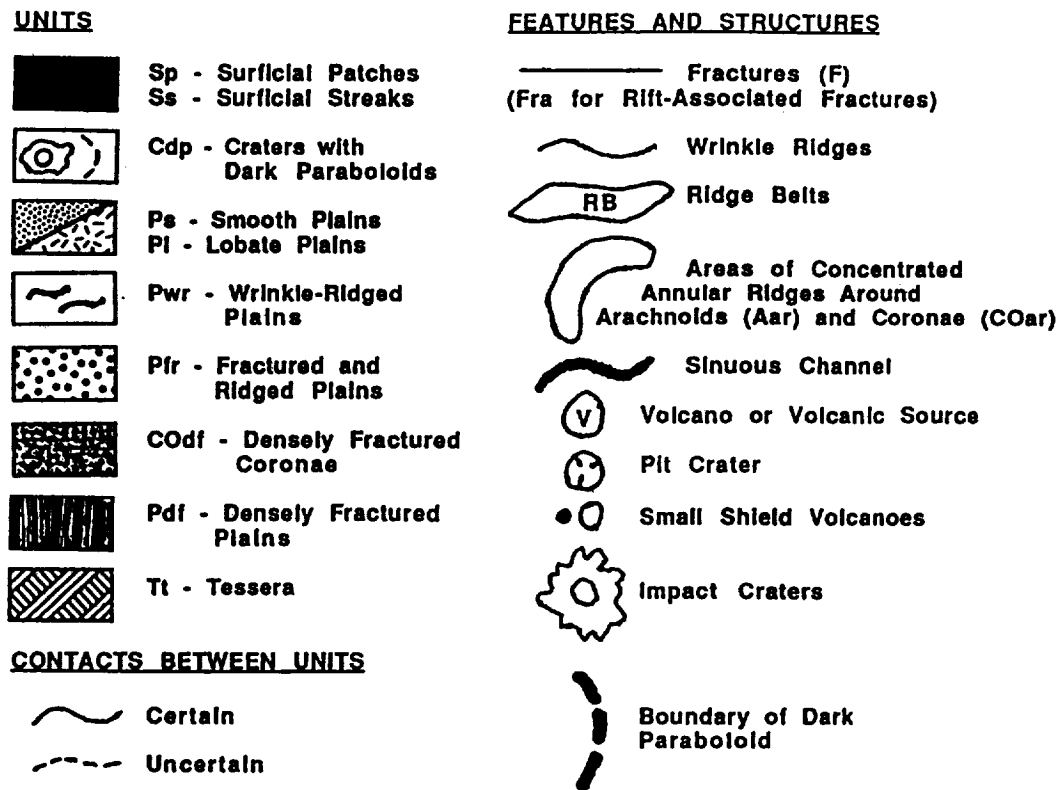 UNITS
Sp - Surficial Patches
Ss - Surficial Streaks
Cdp - Craters with
Dark Paraboloids
Ps - Smooth Plains
Pl - Lobate Plains
Pwr - Wrinkle-Ridged
Plains
Pfr - Fractured and
Ridged Plains
COdf - Densely Fractured
Coronae
Pdf - Densely Fractured
Plains
Tt - Tessera
CONTACTS BETWEEN UNITS
Certain
Uncertain
FEATURES AND STRUCTURES
Fractures (F)
(Fra for Rift-Associated Fractures)
Wrinkle Ridges
RB Ridge Belts
Areas of Concentrated
Annular Ridges Around
Arachnoids (Aar) and Coronae (COar)
Sinuous Channel
V Volcano or Volcanic Source
Pit Crater
Small Shield Volcanoes
Impact Craters
Boundary of Dark
Paraboloid